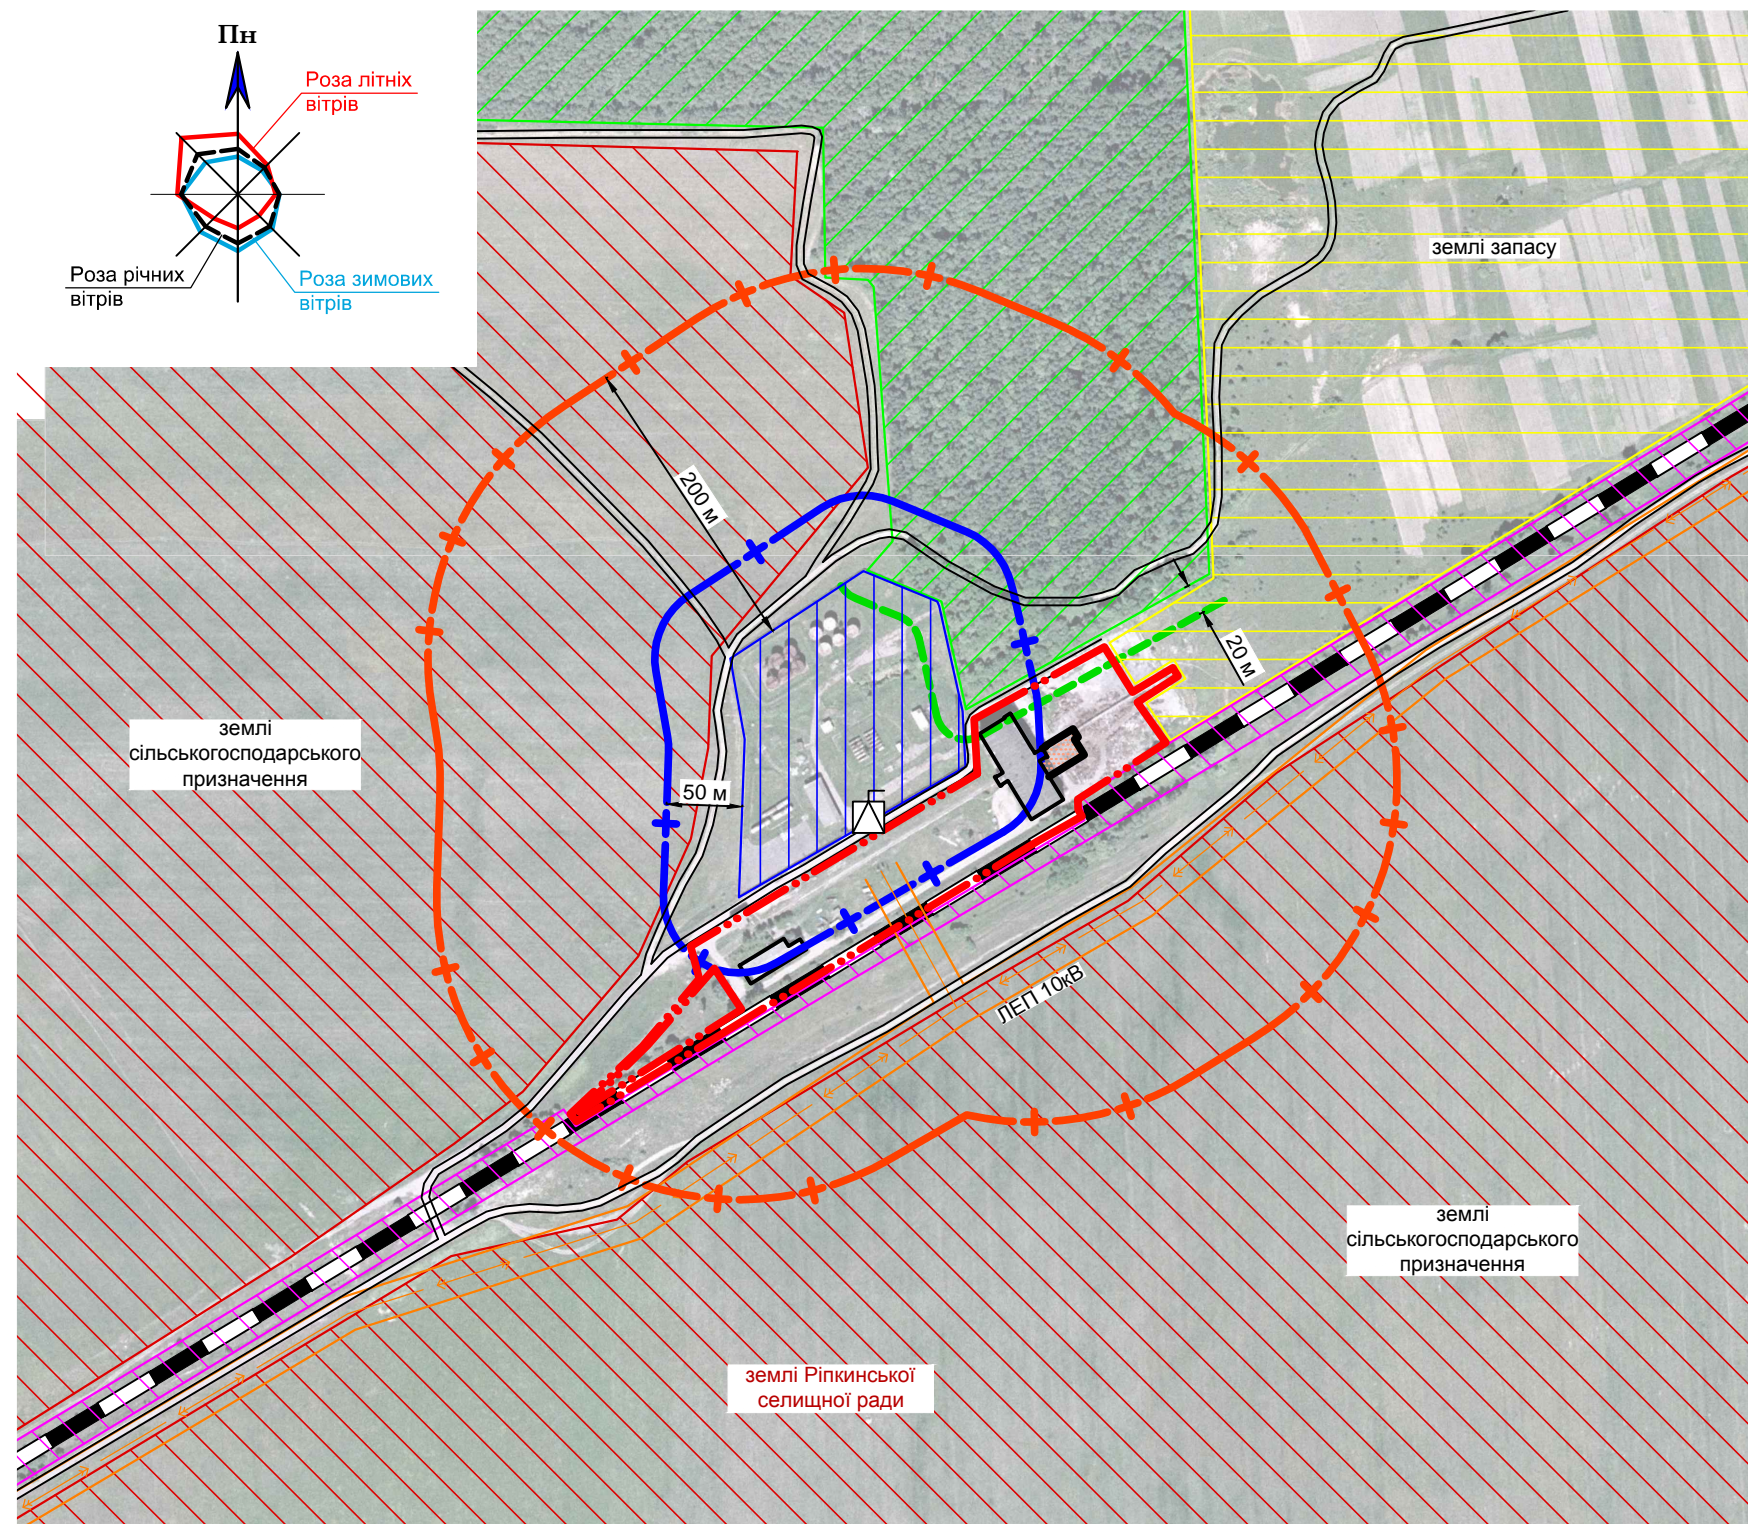 Пн
Роза літніх
вітрів
Роза річних
вітрів
Роза зимових
вітрів
землі запасу
200 м
20 м
землі
сільськогосподарського
призначення
50 м
ЛЕП 10кВ
землі
сільськогосподарського
призначення
землі Ріпкинської
селищної ради